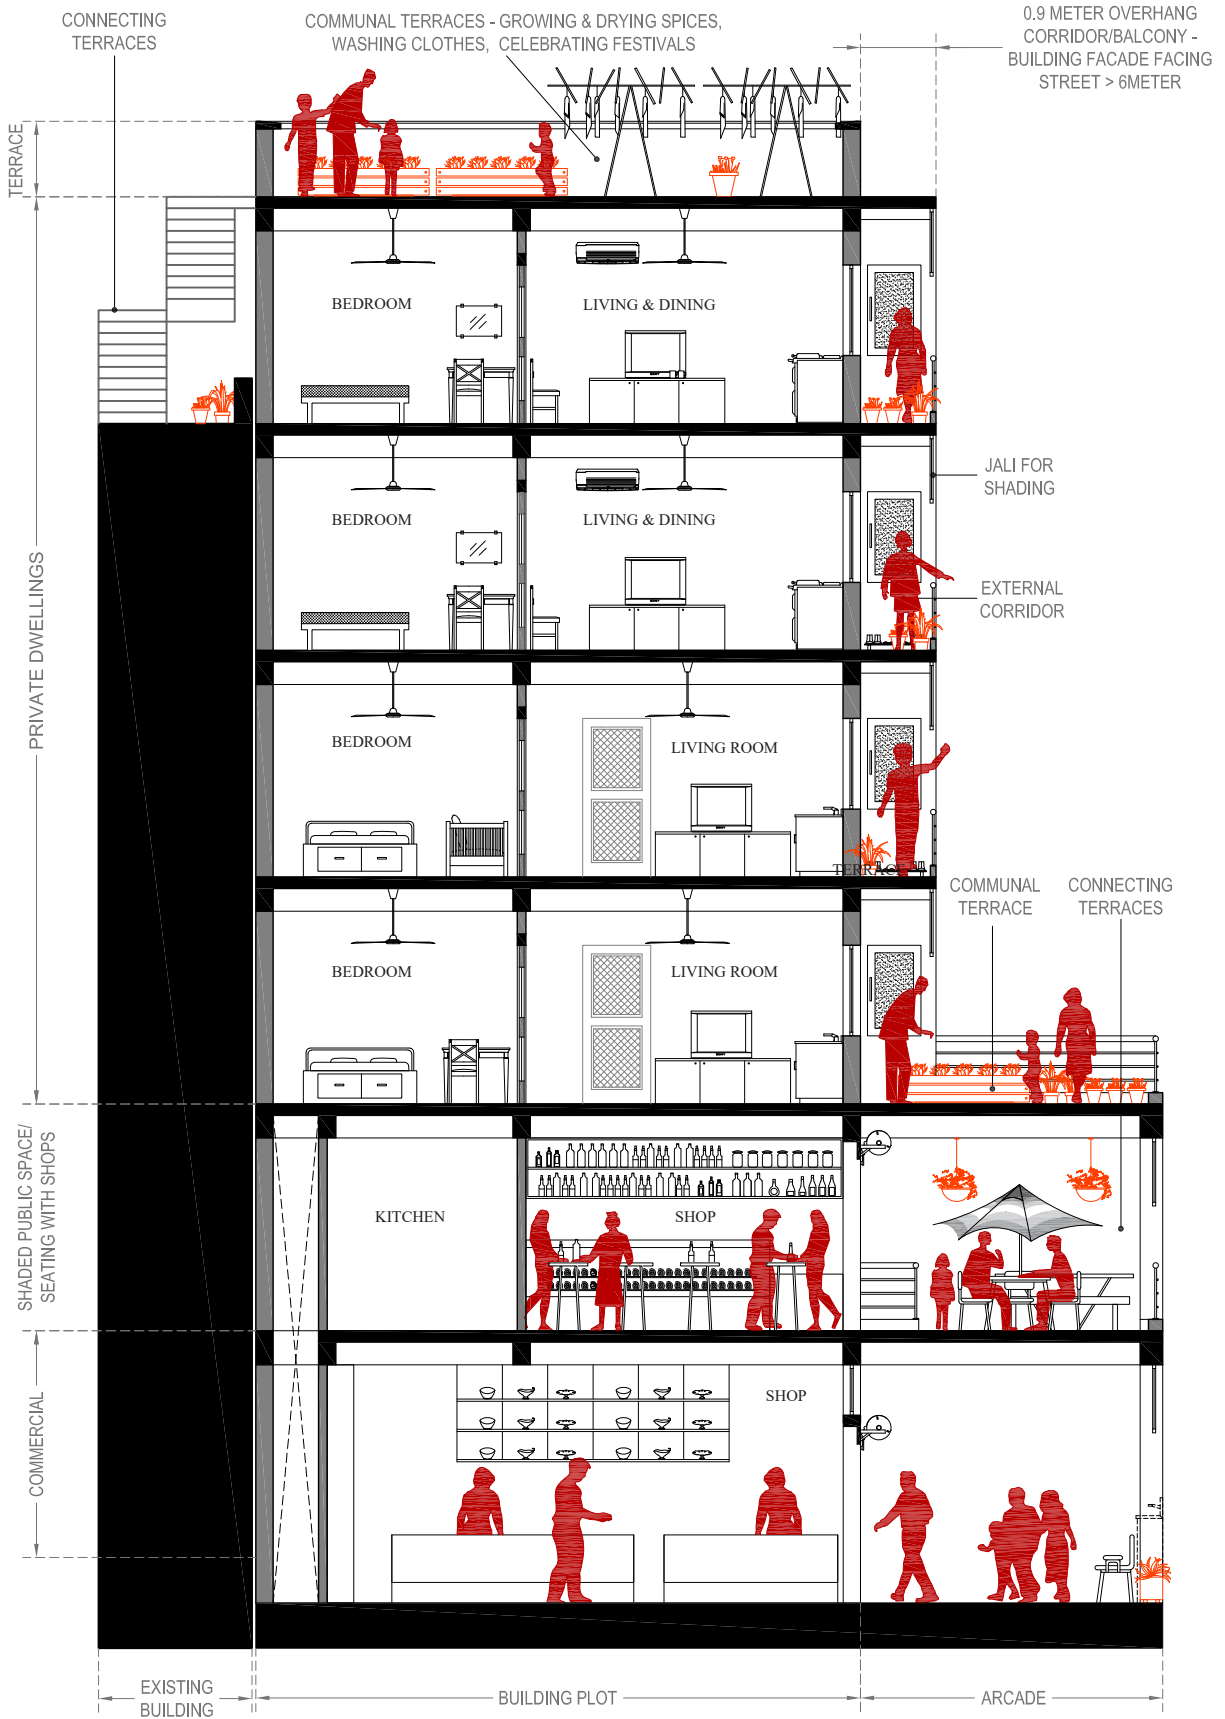 CONNECTING
TERRACES
COMMUNAL TERRACES - GROWING & DRYING SPICES,
WASHING CLOTHES, CELEBRATING FESTIVALS
0.9 METER OVERHANG
CORRIDOR/BALCONY -
BUILDING FACADE FACING
STREET > 6METER
TERRACE
BEDROOM
LIVING & DINING
JALI FOR
SHADING
BEDROOM
LIVING & DINING
EXTERNAL
CORRIDOR
PRIVATE DWELLINGS
BEDROOM
LIVING ROOM
TERRACE
COMMUNAL
TERRACE
CONNECTING
TERRACES
BEDROOM
LIVING ROOM
SHADED PUBLIC SPACE/
SEATING WITH SHOPS
KITCHEN
SHOP
COMMERCIAL
SHOP
EXISTING
BUILDING
BUILDING PLOT
ARCADE